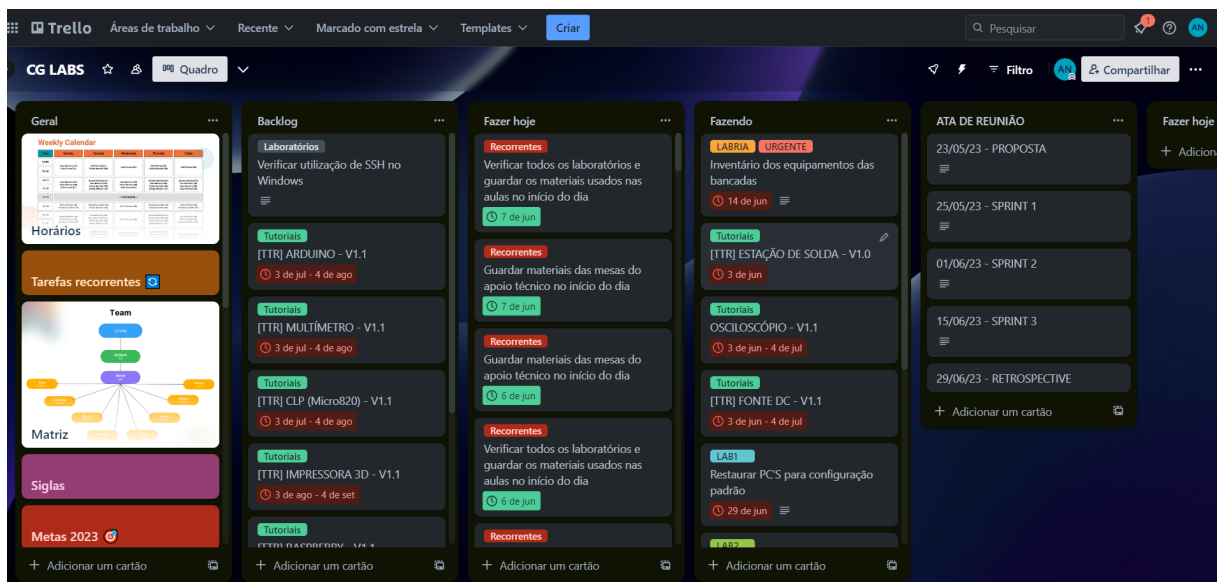 Trello
Áreas de trabalho
Recente
Marcado com estrela
Templates
Criar
Pesquisar
1
AN
CG LABS
Quadro
Filtro
AN
Compartilhar
Geral
Weekly Calendar
Horários
Tarefas recorrentes
Team
Matriz
Siglas
Metas 2023
+ Adicionar um cartão
Backlog
Laboratórios
Verificar utilização de SSH no
Windows
Tutoriais
[TTR] ARDUINO - V1.1
3 de jul - 4 de ago
Tutoriais
[TTR] MULTÍMETRO - V1.1
3 de jul - 4 de ago
Tutoriais
[TTR] CLP (Micro820) - V1.1
3 de jul - 4 de ago
Tutoriais
[TTR] IMPRESSORA 3D - V1.1
3 de ago - 4 de set
Tutoriais
[TTR] RASPBERRY - V1.1
+ Adicionar um cartão
Fazer hoje
Recorrentes
Verificar todos os laboratórios e
guardar os materiais usados nas
aulas no início do dia
7 de jun
Recorrentes
Guardar materiais das mesas do
apoio técnico no início do dia
7 de jun
Recorrentes
Guardar materiais das mesas do
apoio técnico no início do dia
6 de jun
Recorrentes
Verificar todos os laboratórios e
guardar os materiais usados nas
aulas no início do dia
6 de jun
Recorrentes
+ Adicionar um cartão
Fazendo
LABRIA URGENTE
Inventário dos equipamentos das
bancadas
14 de jun
Tutoriais
[TTR] ESTAÇÃO DE SOLDA - V1.0
3 de jun
Tutoriais
OSCILOSCÓPIO - V1.1
3 de jun - 4 de jul
Tutoriais
[TTR] FONTE DC - V1.1
3 de jun - 4 de jul
LAB1
Restaurar PC'S para configuração
padrão
29 de jun
LAB2
+ Adicionar um cartão
ATA DE REUNIÃO
23/05/23 - PROPOSTA
25/05/23 - SPRINT 1
01/06/23 - SPRINT 2
15/06/23 - SPRINT 3
29/06/23 - RETROSPECTIVE
+ Adicionar um cartão
Fazer hoje
+ Adicion